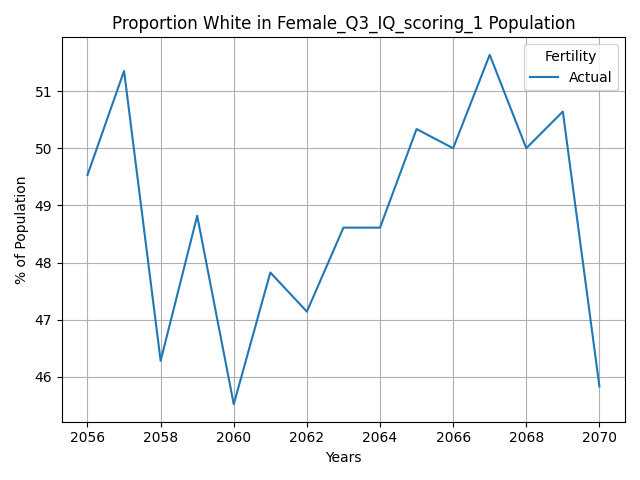 Proportion White in Female_Q3_IQ_scoring_1 Population
Fertility
Actual
51
50
49
48
47
46
% of Population
2056
2058
2060
2062
2064
2066
2068
2070
Years